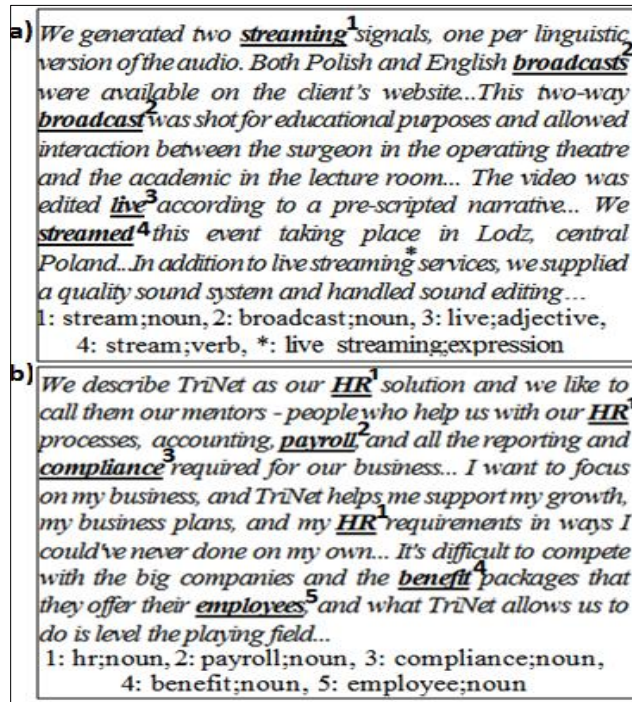 a) We generated two streaming1 signals, one per linguistic
version of the audio. Both Polish and English broadcasts2
were available on the client's website...This two-way
broadcast2 was shot for educational purposes and allowed
interaction between the surgeon in the operating theatre
and the academic in the lecture room... The video was
edited live3 according to a pre-scripted narrative... We
streamed4 this event taking place in Lodz, central
Poland...In addition to live streaming* services, we supplied
a quality sound system and handled sound editing...
1: stream;noun, 2: broadcast;noun, 3: live;adjective,
4: stream;verb, *: live streaming;expression
b) We describe TriNet as our HR1 solution and we like to
call them our mentors - people who help us with our HR1
processes, accounting, payroll,2 and all the reporting and
compliance3 required for our business... I want to focus
on my business, and TriNet helps me support my growth,
my business plans, and my HR1 requirements in ways I
could've never done on my own... It's difficult to compete
with the big companies and the benefit4 packages that
they offer their employees,5 and what TriNet allows us to
do is level the playing field...
1: hr;noun, 2: payroll;noun, 3: compliance;noun,
4: benefit;noun, 5: employee;noun